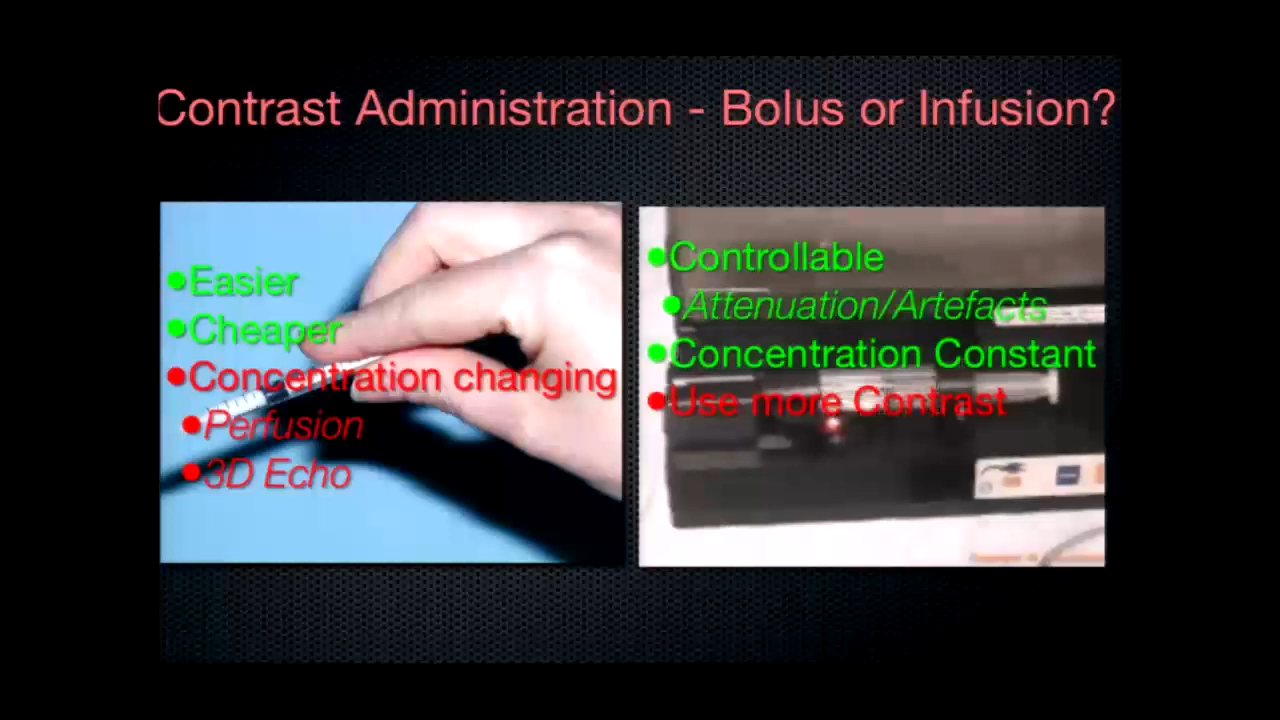 Contrast Administration - Bolus or Infusion?
•Easier
•Cheaper
•Concentration changing
•Perfusion
•3D Echo
•Controllable
•Attenuation/Artefacts
•Concentration Constant
•Use more Contrast